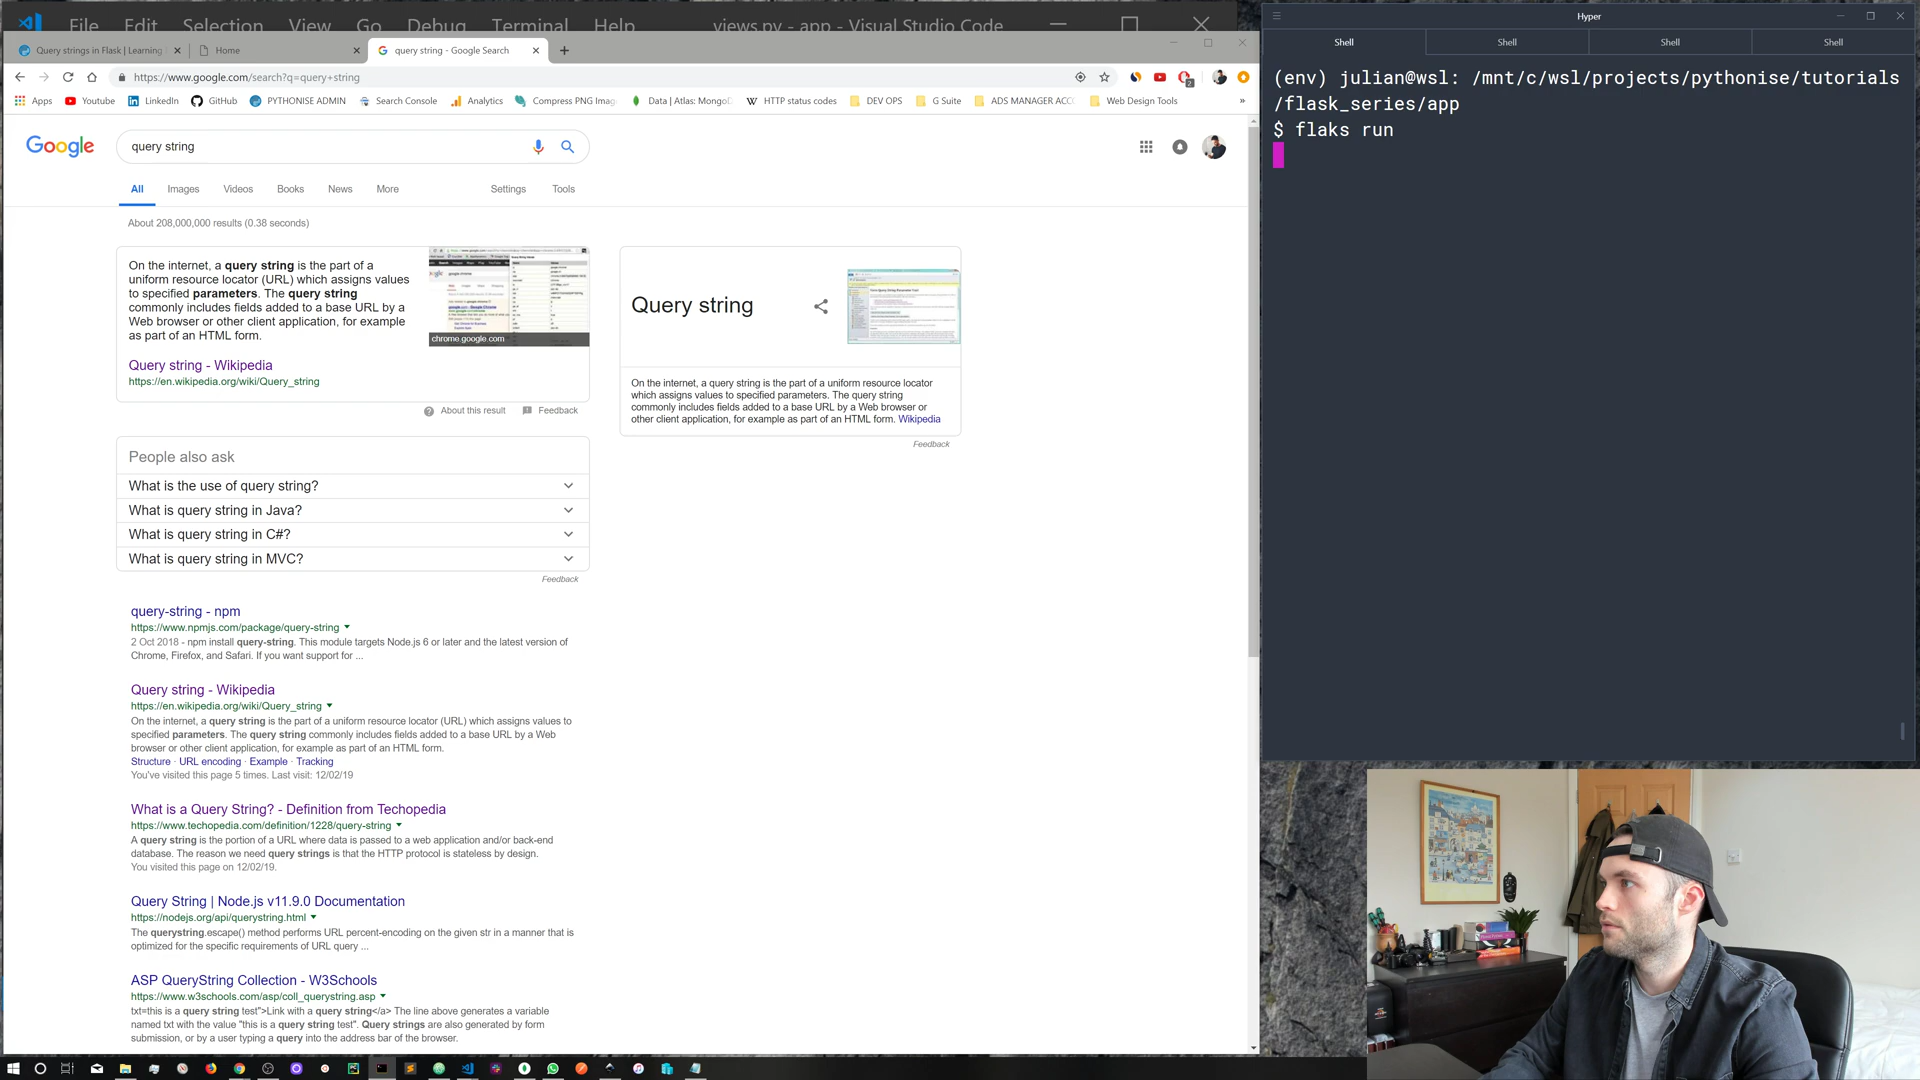 File Edit Selection View Go Debug Terminal Help views.py - app - Visual Studio Code
Query strings in Flask | Learning
Home
query string - Google Search
https://www.google.com/search?q=query+string
Apps Youtube LinkedIn GitHub PYTHONISE ADMIN Search Console Analytics Compress PNG Imag Data | Atlas: MongoD HTTP status codes DEV OPS G Suite ADS MANAGER ACC Web Design Tools »
Google
query string
All Images Videos Books News More Settings Tools
About 208,000,000 results (0.38 seconds)
On the internet, a query string is the part of a
uniform resource locator (URL) which assigns values
to specified parameters. The query string
commonly includes fields added to a base URL by a
Web browser or other client application, for example
as part of an HTML form.
chrome.google.com
Query string - Wikipedia
https://en.wikipedia.org/wiki/Query_string
About this result Feedback
Query string
On the internet, a query string is the part of a uniform resource locator
which assigns values to specified parameters. The query string
commonly includes fields added to a base URL by a Web browser or
other client application, for example as part of an HTML form. Wikipedia
Feedback
People also ask
What is the use of query string?
What is query string in Java?
What is query string in C#?
What is query string in MVC?
Feedback
query-string - npm
https://www.npmjs.com/package/query-string
2 Oct 2018 - npm install query-string. This module targets Node.js 6 or later and the latest version of
Chrome, Firefox, and Safari. If you want support for ...
Query string - Wikipedia
https://en.wikipedia.org/wiki/Query_string
On the internet, a query string is the part of a uniform resource locator (URL) which assigns values to
specified parameters. The query string commonly includes fields added to a base URL by a Web
browser or other client application, for example as part of an HTML form.
Structure · URL encoding · Example · Tracking
You've visited this page 5 times. Last visit: 12/02/19
What is a Query String? - Definition from Techopedia
https://www.techopedia.com/definition/1228/query-string
A query string is the portion of a URL where data is passed to a web application and/or back-end
database. The reason we need query strings is that the HTTP protocol is stateless by design.
You visited this page on 12/02/19.
Query String | Node.js v11.9.0 Documentation
https://nodejs.org/api/querystring.html
The querystring.escape() method performs URL percent-encoding on the given str in a manner that is
optimized for the specific requirements of URL query ...
ASP QueryString Collection - W3Schools
https://www.w3schools.com/asp/coll_querystring.asp
txt=this is a query string test">Link with a query string</a> The line above generates a variable
named txt with the value "this is a query string test". Query strings are also generated by form
submission, or by a user typing a query into the address bar of the browser.
Hyper
Shell Shell Shell Shell
(env) julian@wsl: /mnt/c/wsl/projects/pythonise/tutorials
/flask_series/app
$ flaks run